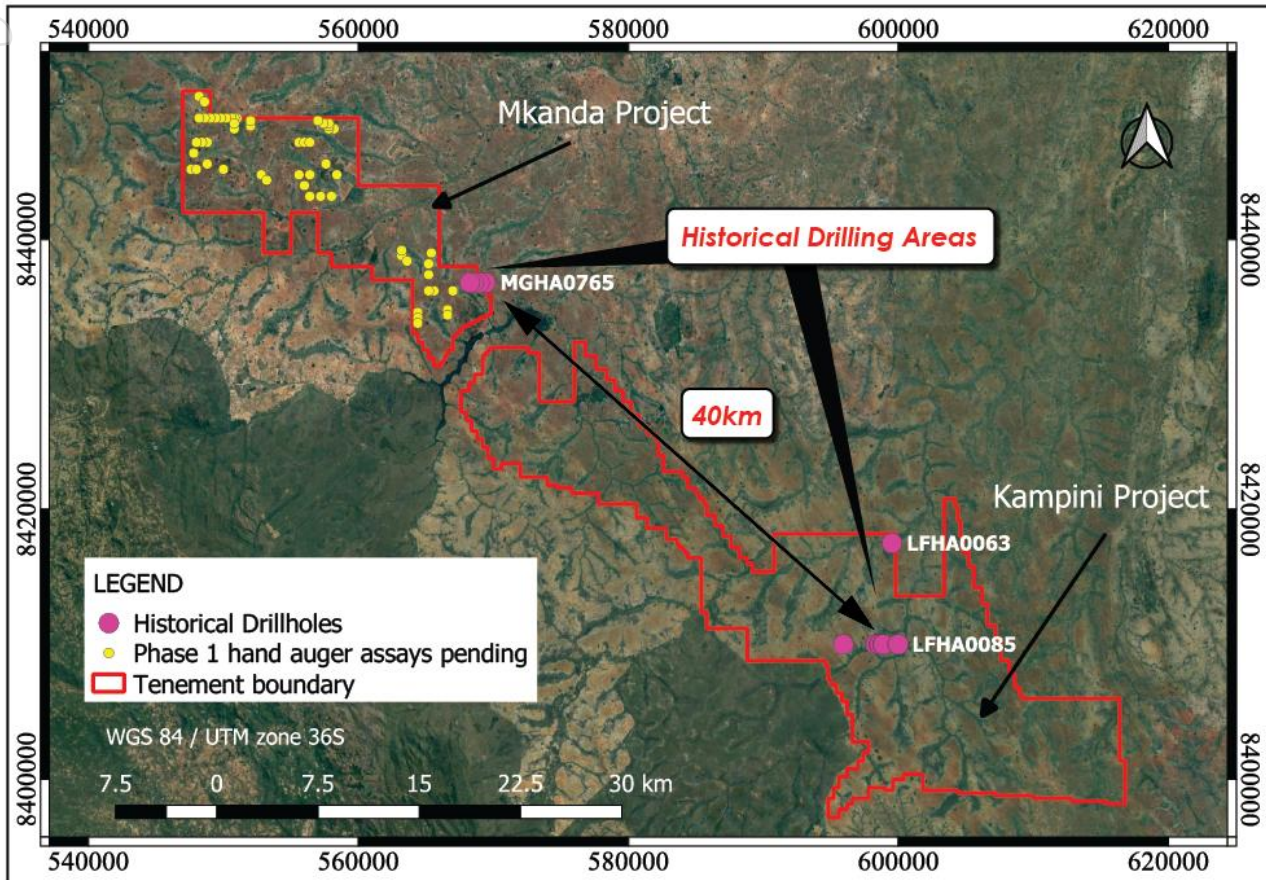 540000 560000 580000 600000 620000
Mkanda Project
8440000 8440000
Historical Drilling Areas
MGHA0765
40km
Kampini Project
8420000 8420000
LFHA0063
LEGEND
Historical Drillholes
LFHA0085
Phase 1 hand auger assays pending
Tenement boundary
WGS 84 / UTM zone 36S
7.5 0 7.5 15 22.5 30 km
8400000 8400000
540000 560000 580000 600000 620000